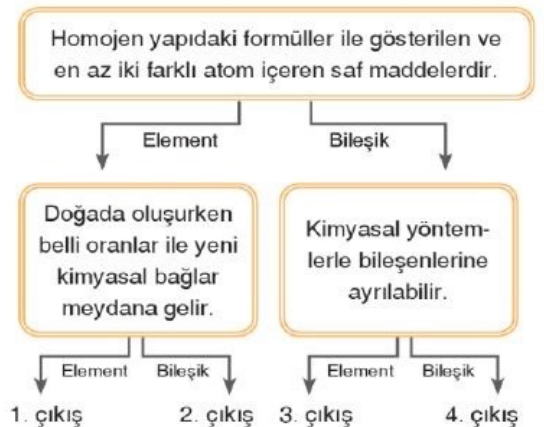 Homojen yapıdaki formüller ile gösterilen ve
en az iki farklı atom içeren saf maddelerdir.
Element
Bileşik
Doğada oluşurken
belli oranlar ile yeni
kimyasal bağlar
meydana gelir.
Kimyasal yöntem-
lerle bileşenlerine
ayrılabilir.
Element
Bileşik
Element
Bileşik
1. çıkış
2. çıkış
3. çıkış
4. çıkış